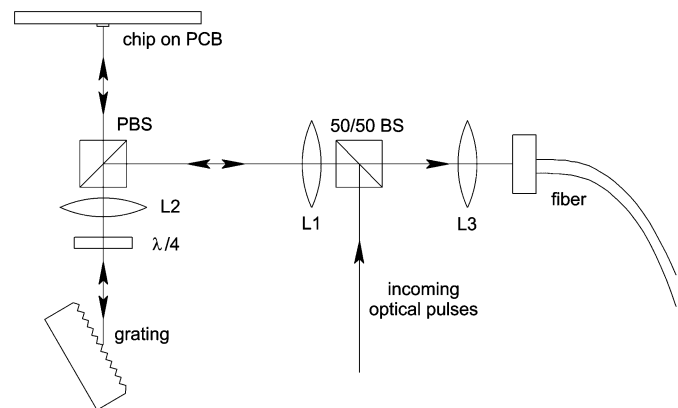 chip on PCB
PBS
50/50 BS
L2
L1
L3
fiber
λ/4
incoming
optical pulses
grating